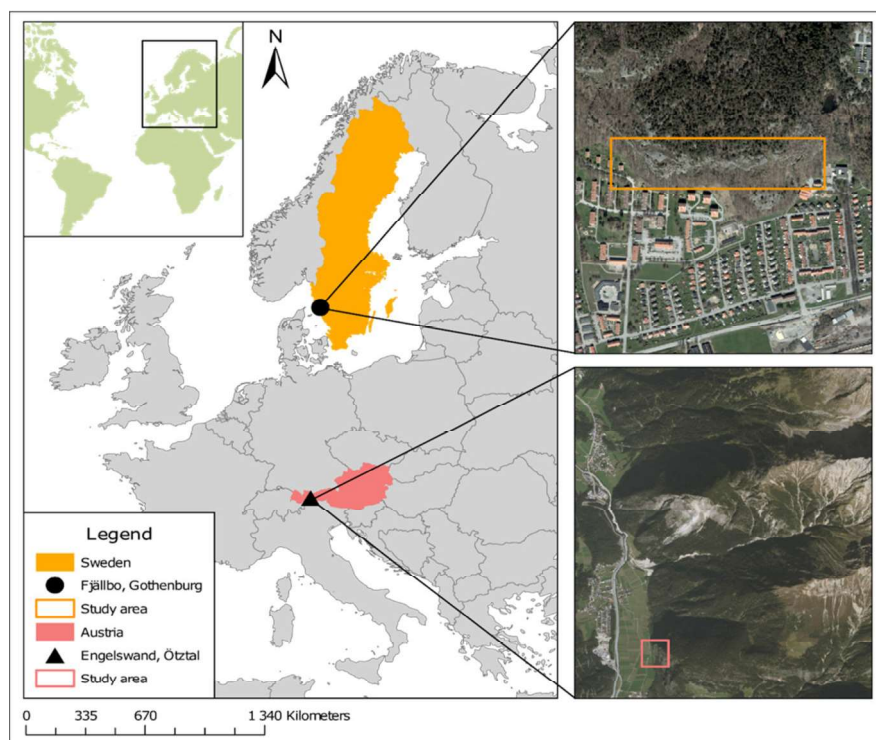 N
Legend
Sweden
Fjällbo, Gothenburg
Study area
Austria
Engelswand, Ötztal
Study area
0 335 670 1 340 Kilometers